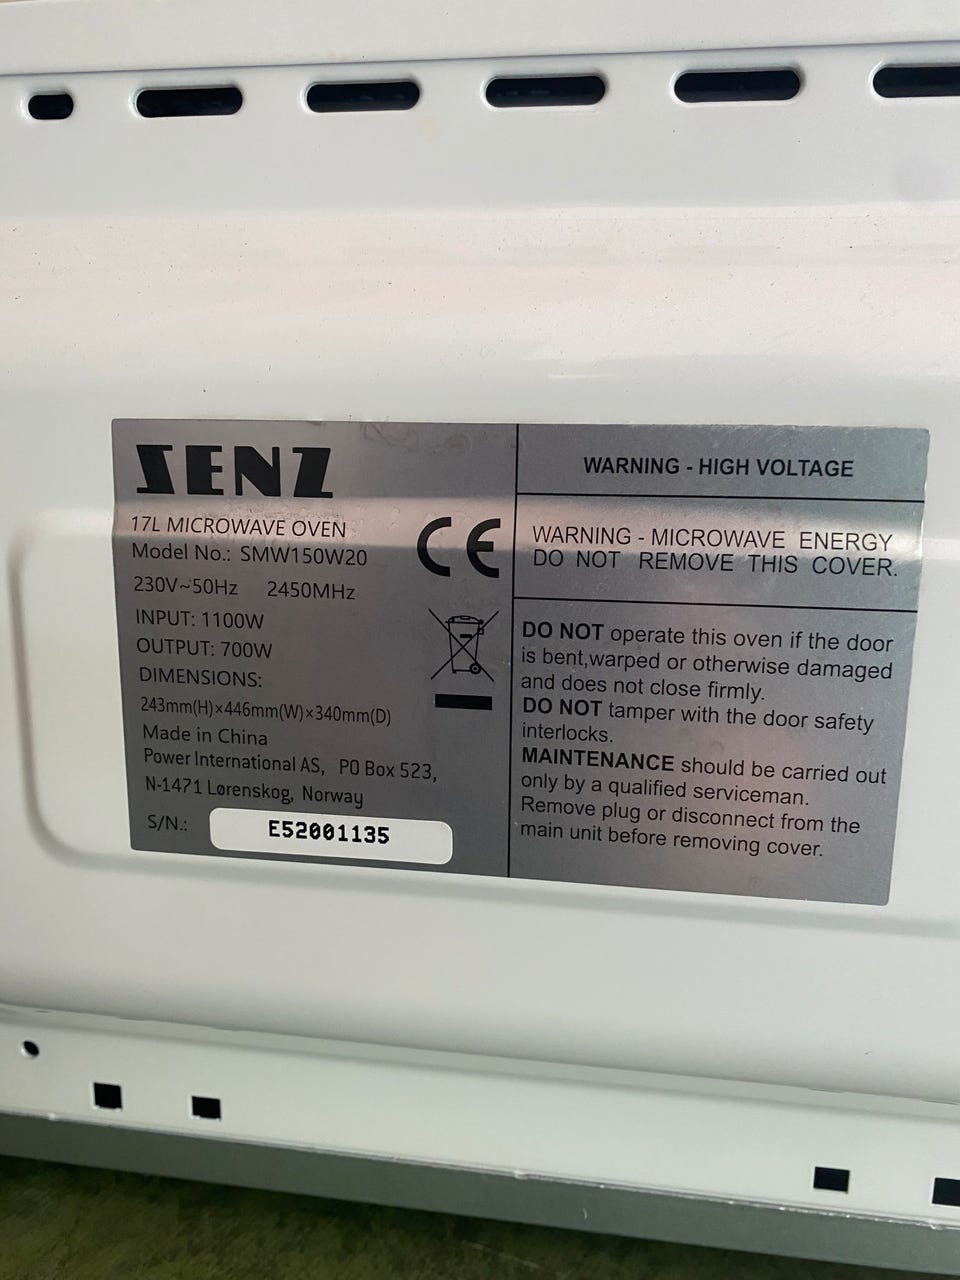 SENZ
17L MICROWAVE OVEN
Model No.: SMW150W20
230V~50Hz 2450MHz
INPUT: 1100W
OUTPUT: 700W
DIMENSIONS:
243mm(H)×446mm(W)×340mm(D)
Made in China
Power International AS, PO Box 523,
N-1471 Lørenskog, Norway
S/N.: E52001135
CE
WARNING - HIGH VOLTAGE
WARNING - MICROWAVE ENERGY
DO NOT REMOVE THIS COVER.
DO NOT operate this oven if the door
is bent,warped or otherwise damaged
and does not close firmly.
DO NOT tamper with the door safety
interlocks.
MAINTENANCE should be carried out
only by a qualified serviceman.
Remove plug or disconnect from the
main unit before removing cover.